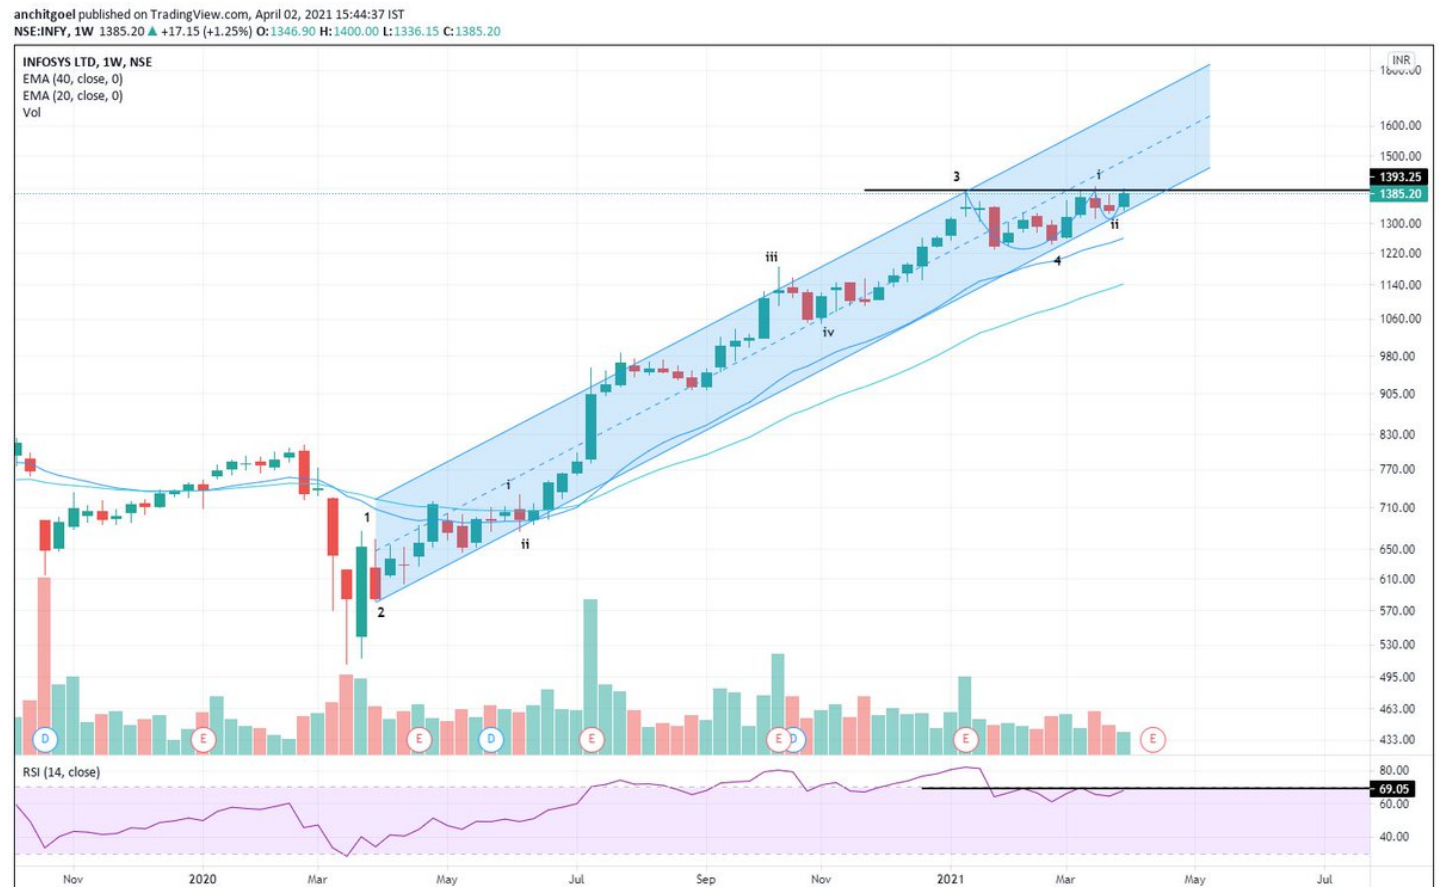 anchitgoel published on TradingView.com, April 02, 2021 15:44:37 IST
NSE:INFY, 1W 1385.20 ▲ +17.15 (+1.25%) O:1346.90 H:1400.00 L:1336.15 C:1385.20
INFOSYS LTD, 1W, NSE
EMA (40, close, 0)
EMA (20, close, 0)
Vol
INR
1800.00
1600.00
1500.00
1393.25
1385.20
1300.00
1220.00
1140.00
1060.00
980.00
905.00
830.00
770.00
710.00
650.00
610.00
570.00
530.00
495.00
463.00
433.00
3
i
ii
4
iii
iv
i
ii
1
2
D E E D E E D E E
RSI (14, close)
80.00
69.05
60.00
40.00
Nov 2020 Mar May Jul Sep Nov 2021 Mar May Jul